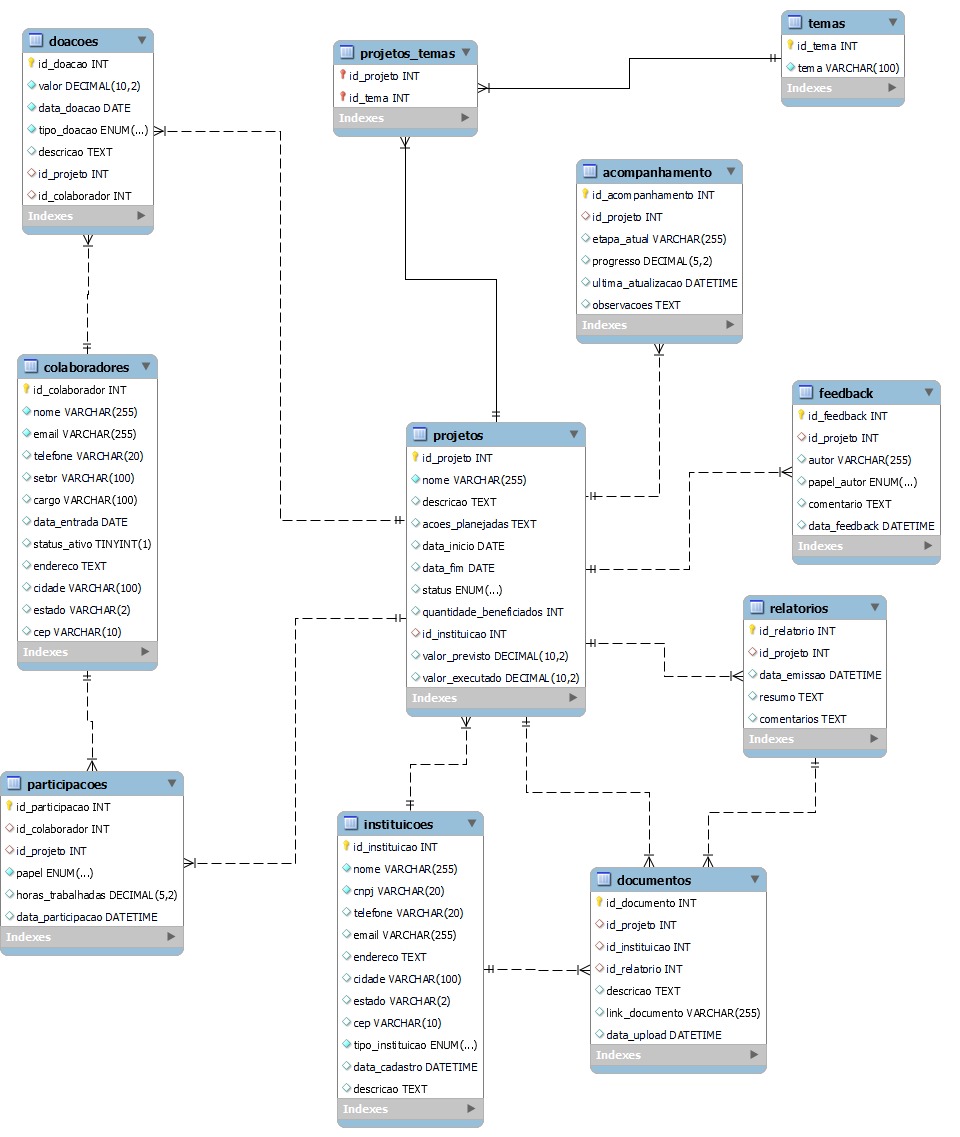 doacoes
id_doacao INT
valor DECIMAL(10,2)
data_doacao DATE
tipo_doacao ENUM(...)
descricao TEXT
id_projeto INT
id_colaborador INT
Indexes
projetos_temas
id_projeto INT
id_tema INT
Indexes
temas
id_tema INT
tema VARCHAR(100)
Indexes
acompanhamento
id_acompanhamento INT
id_projeto INT
etapa_atual VARCHAR(255)
progresso DECIMAL(5,2)
ultima_atualizacao DATETIME
observacoes TEXT
Indexes
colaboradores
id_colaborador INT
nome VARCHAR(255)
email VARCHAR(255)
telefone VARCHAR(20)
setor VARCHAR(100)
cargo VARCHAR(100)
data_entrada DATE
status_ativo TINYINT(1)
endereco TEXT
cidade VARCHAR(100)
estado VARCHAR(2)
cep VARCHAR(10)
Indexes
projetos
id_projeto INT
nome VARCHAR(255)
descricao TEXT
acoes_planejadas TEXT
data_inicio DATE
data_fim DATE
status ENUM(...)
quantidade_beneficiados INT
id_instituicao INT
valor_previsto DECIMAL(10,2)
valor_executado DECIMAL(10,2)
Indexes
feedback
id_feedback INT
id_projeto INT
autor VARCHAR(255)
papel_autor ENUM(...)
comentario TEXT
data_feedback DATETIME
Indexes
relatorios
id_relatorio INT
id_projeto INT
data_emissao DATETIME
resumo TEXT
comentarios TEXT
Indexes
participacoes
id_participacao INT
id_colaborador INT
id_projeto INT
papel ENUM(...)
horas_trabalhadas DECIMAL(5,2)
data_participacao DATETIME
Indexes
instituicoes
id_instituicao INT
nome VARCHAR(255)
cnpj VARCHAR(20)
telefone VARCHAR(20)
email VARCHAR(255)
endereco TEXT
cidade VARCHAR(100)
estado VARCHAR(2)
cep VARCHAR(10)
tipo_instituicao ENUM(...)
data_cadastro DATETIME
descricao TEXT
Indexes
documentos
id_documento INT
id_projeto INT
id_instituicao INT
id_relatorio INT
descricao TEXT
link_documento VARCHAR(255)
data_upload DATETIME
Indexes